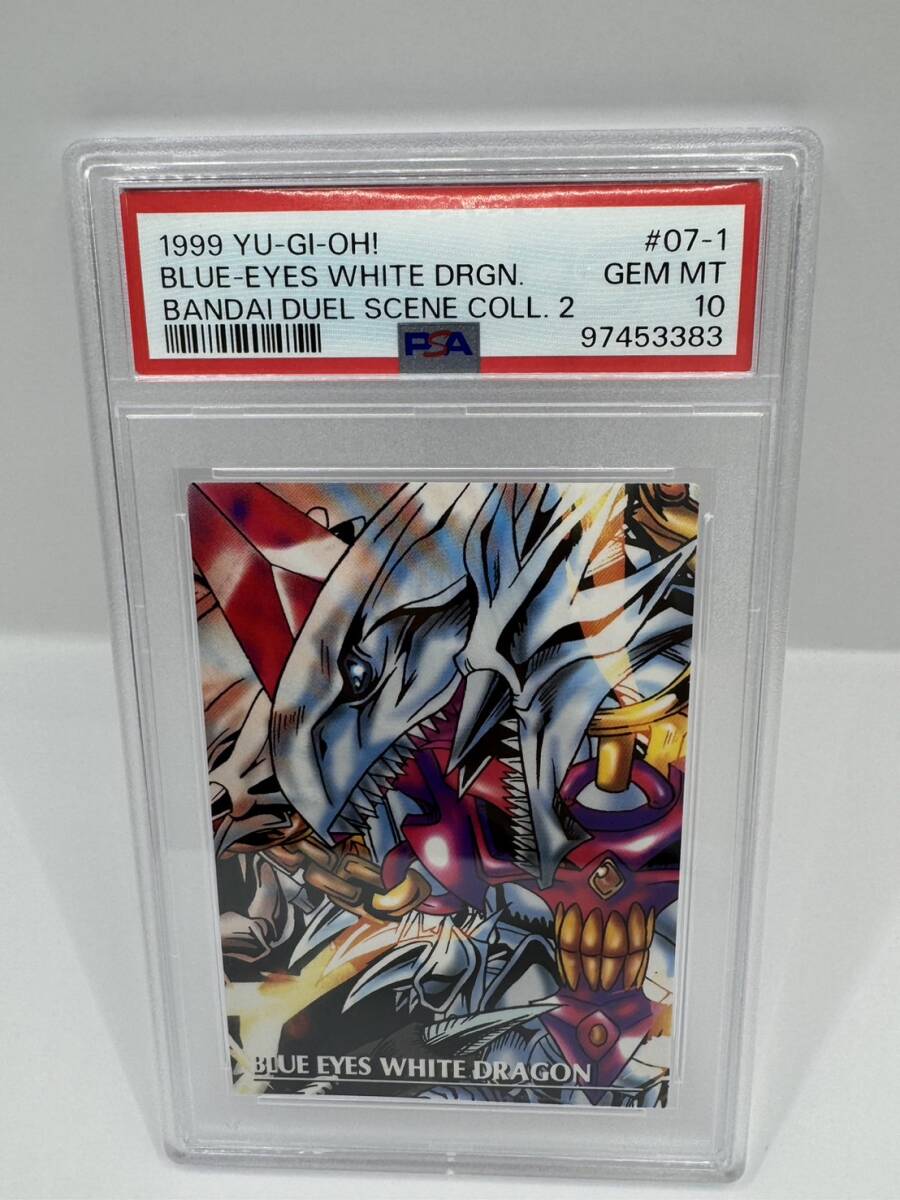 1999 YU-GI-OH! #07-1
BLUE-EYES WHITE DRGN. GEM MT
BANDAI DUEL SCENE COLL. 2 10
PSA 97453383
BLUE EYES WHITE DRAGON